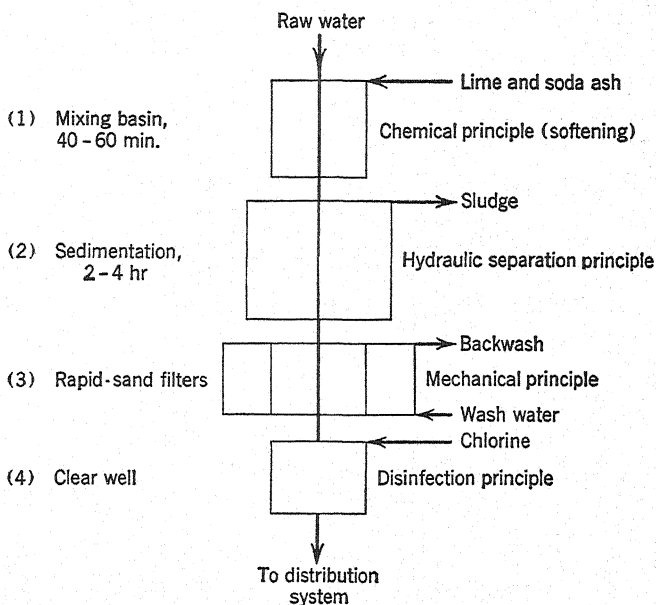 Raw water
Lime and soda ash
(1) Mixing basin,
40-60 min.
Chemical principle (softening)
Sludge
(2) Sedimentation,
2-4 hr
Hydraulic separation principle
Backwash
(3) Rapid-sand filters
Mechanical principle
Wash water
Chlorine
(4) Clear well
Disinfection principle
To distribution
system